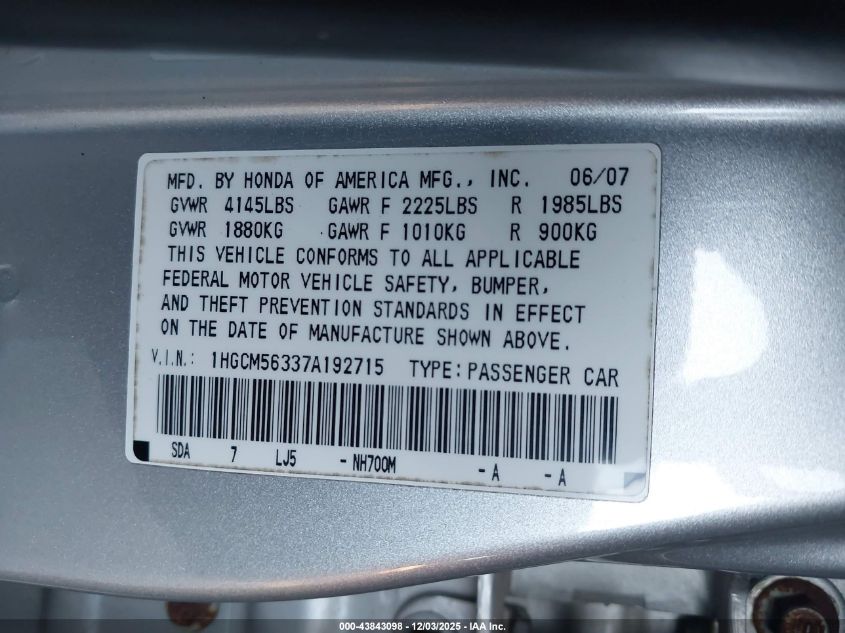 MFD. BY HONDA OF AMERICA MFG., INC. 06/07
GVWR 4145LBS GAWR F 2225LBS R 1985LBS
GVWR 1880KG GAWR F 1010KG R 900KG
THIS VEHICLE CONFORMS TO ALL APPLICABLE
FEDERAL MOTOR VEHICLE SAFETY, BUMPER,
AND THEFT PREVENTION STANDARDS IN EFFECT
ON THE DATE OF MANUFACTURE SHOWN ABOVE.
V.I.N.: 1HGCM56337A192715 TYPE: PASSENGER CAR
SDA 7 LJ5 - NH700M - A - A
000-43843098 - 12/03/2025 - © IAA Inc.